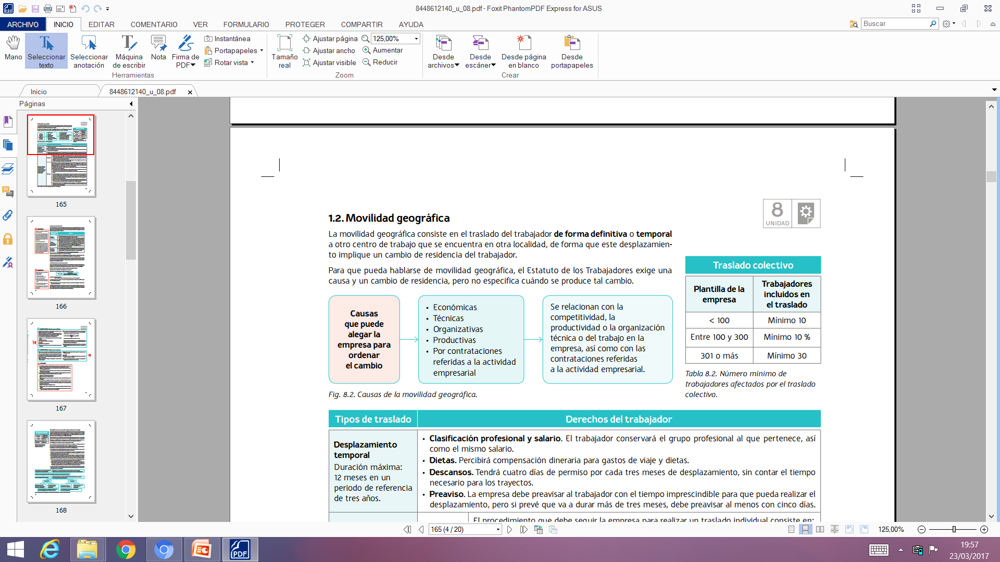 8448612140_u_08.pdf - Foxit PhantomPDF Express for ASUS
ARCHIVO INICIO EDITAR COMENTARIO VER FORMULARIO PROTEGER COMPARTIR AYUDA
Buscar
Mano
Seleccionar
texto
Seleccionar
anotación
Máquina
de escribir
Nota
Firma de
PDF
Instantánea
Portapapeles
Rotar vista
Herramientas
Tamaño
real
Ajustar página
Ajustar ancho
Ajustar visible
125,00%
Aumentar
Reducir
Zoom
Desde
archivos
Desde
escáner
Desde página
en blanco
Desde
portapapeles
Crear
Inicio
8448612140_u_08.pdf
Páginas
165
166
167
168
8
UNIDAD
1.2. Movilidad geográfica
La movilidad geográfica consiste en el traslado del trabajador de forma definitiva o temporal
a otro centro de trabajo que se encuentra en otra localidad, de forma que este desplazamien-
to implique un cambio de residencia del trabajador.
Para que pueda hablarse de movilidad geográfica, el Estatuto de los Trabajadores exige una
causa y un cambio de residencia, pero no especifica cuándo se produce tal cambio.
Causas
que puede
alegar la
empresa para
ordenar
el cambio
• Económicas
• Técnicas
• Organizativas
• Productivas
• Por contrataciones
referidas a la actividad
empresarial
Se relacionan con la
competitividad, la
productividad o la organización
técnica o del trabajo en la
empresa, así como con las
contrataciones referidas
a la actividad empresarial.
Fig. 8.2. Causas de la movilidad geográfica.
Traslado colectivo
Plantilla de la
empresa
Trabajadores
incluidos en
el traslado
< 100 Mínimo 10
Entre 100 y 300 Mínimo 10 %
301 o más Mínimo 30
Tabla 8.2. Número mínimo de
trabajadores afectados por el traslado
colectivo.
Tipos de traslado Derechos del trabajador
Desplazamiento
temporal
Duración máxima:
12 meses en un
periodo de referencia
de tres años.
• Clasificación profesional y salario. El trabajador conservará el grupo profesional al que pertenece, así
como el mismo salario.
• Dietas. Percibirá compensación dineraria para gastos de viaje y dietas.
• Descansos. Tendrá cuatro días de permiso por cada tres meses de desplazamiento, sin contar el tiempo
necesario para los trayectos.
• Preaviso. La empresa debe preavisar al trabajador con el tiempo imprescindible para que pueda realizar el
desplazamiento, pero si prevé que va a durar más de tres meses, debe preavisar al menos con cinco días.
El procedimiento que debe seguir la empresa para realizar un traslado individual consiste en:
165 (4 / 20)
125,00%
PDF
19:57
23/03/2017